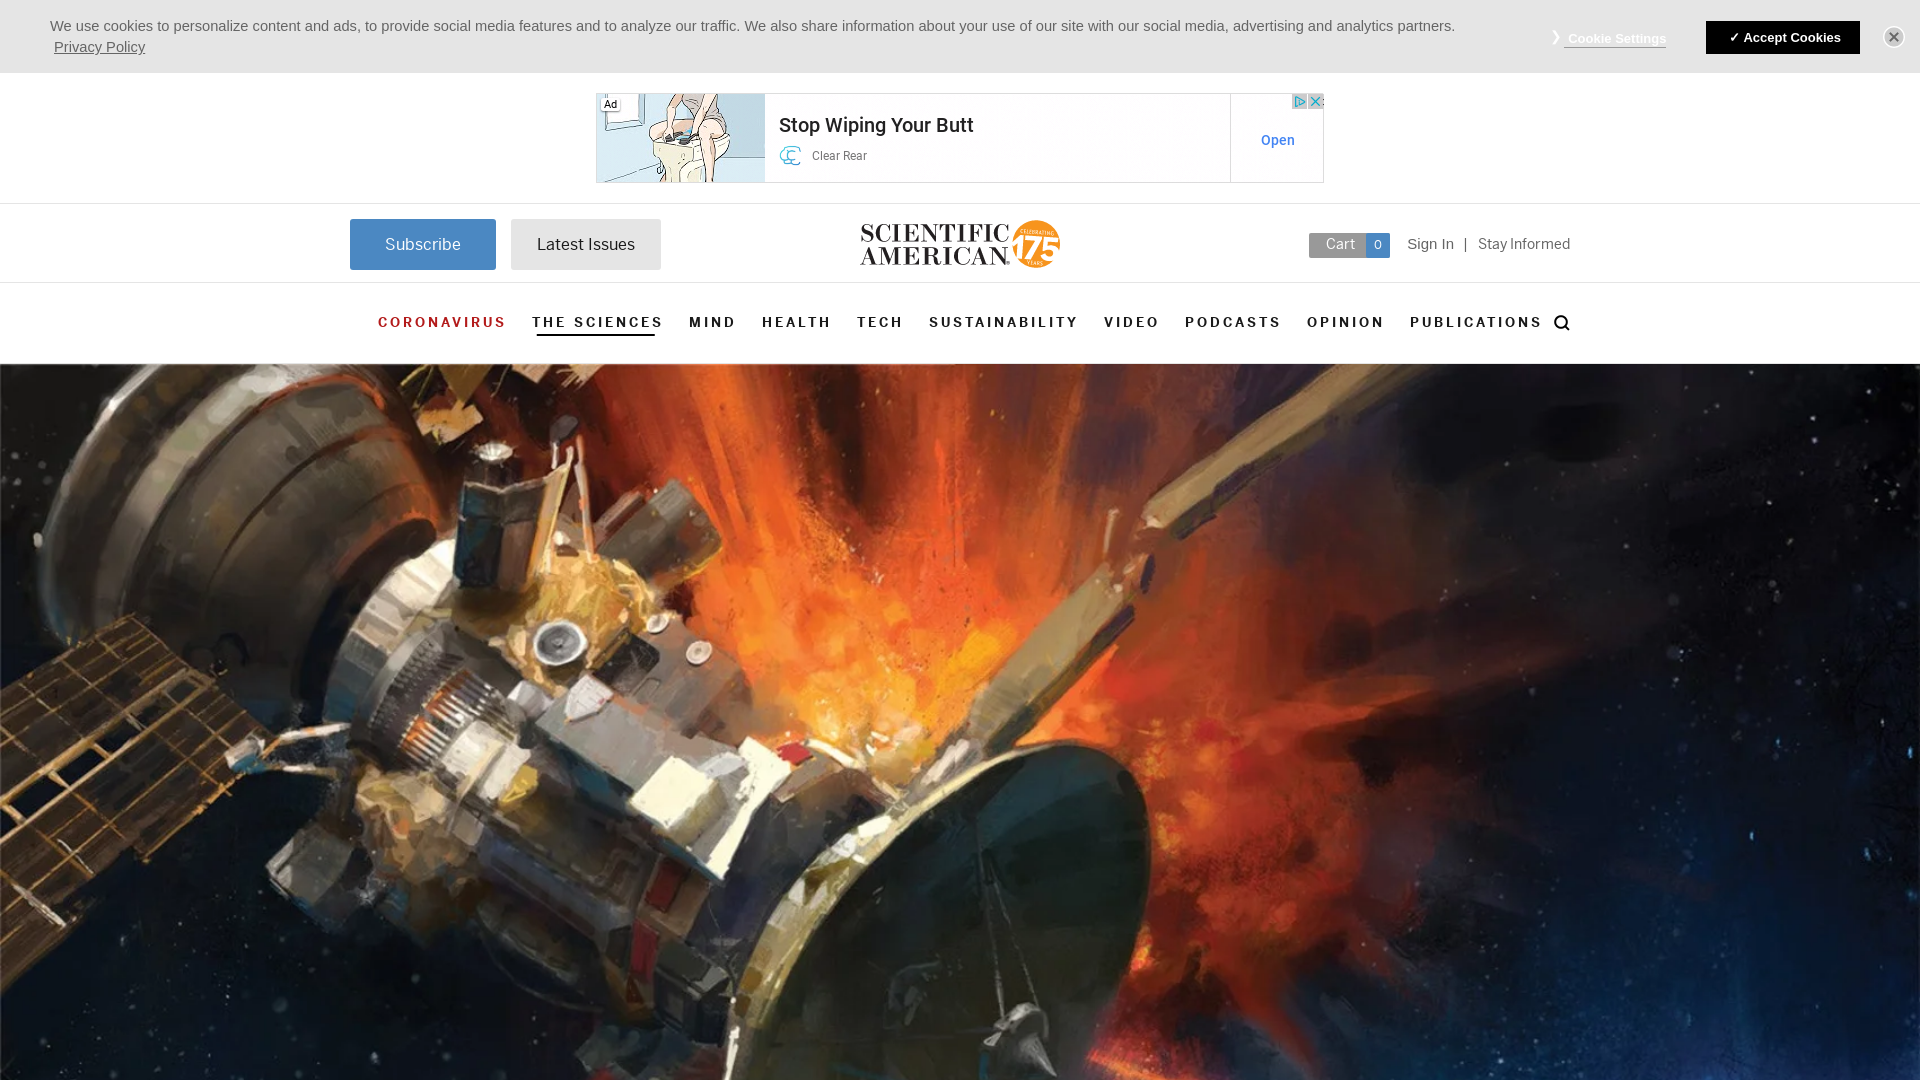 We use cookies to personalize content and ads, to provide social media features and to analyze our traffic. We also share information about your use of our site with our social media, advertising and analytics partners.
Privacy Policy
❯ Cookie Settings
✓ Accept Cookies
Ad
Stop Wiping Your Butt
Clear Rear
Open
Subscribe
Latest Issues
SCIENTIFIC
AMERICAN
CELEBRATING
175
YEARS
Cart 0
Sign In | Stay Informed
CORONAVIRUS THE SCIENCES MIND HEALTH TECH SUSTAINABILITY VIDEO PODCASTS OPINION PUBLICATIONS